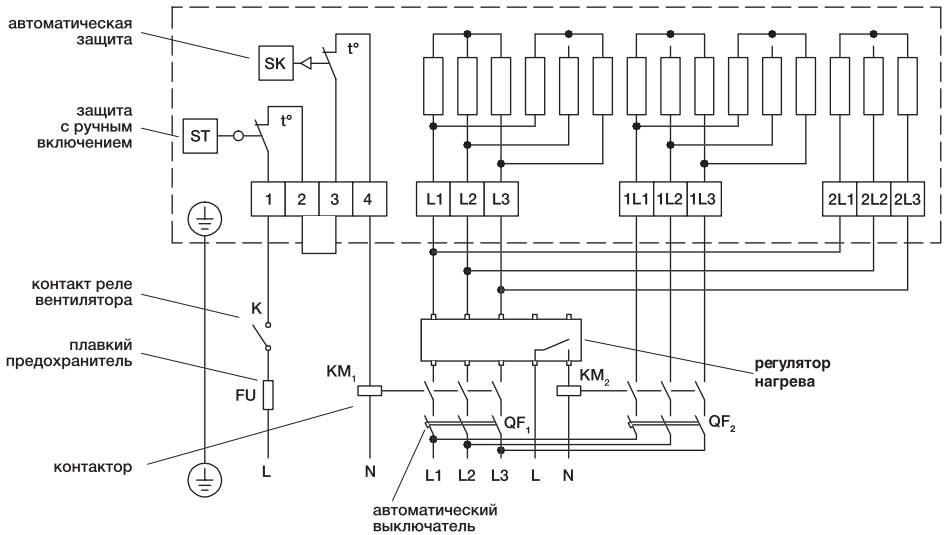 автоматическая
защита
SK
t°
защита
с ручным
включением
ST
t°
1 2 3 4
L1 L2 L3
1L1 1L2 1L3
2L1 2L2 2L3
контакт реле
вентилятора
K
плавкий
предохранитель
FU
KM1
KM2
регулятор
нагрева
QF1
QF2
контактор
L
N
L1 L2 L3 L N
автоматический
выключатель